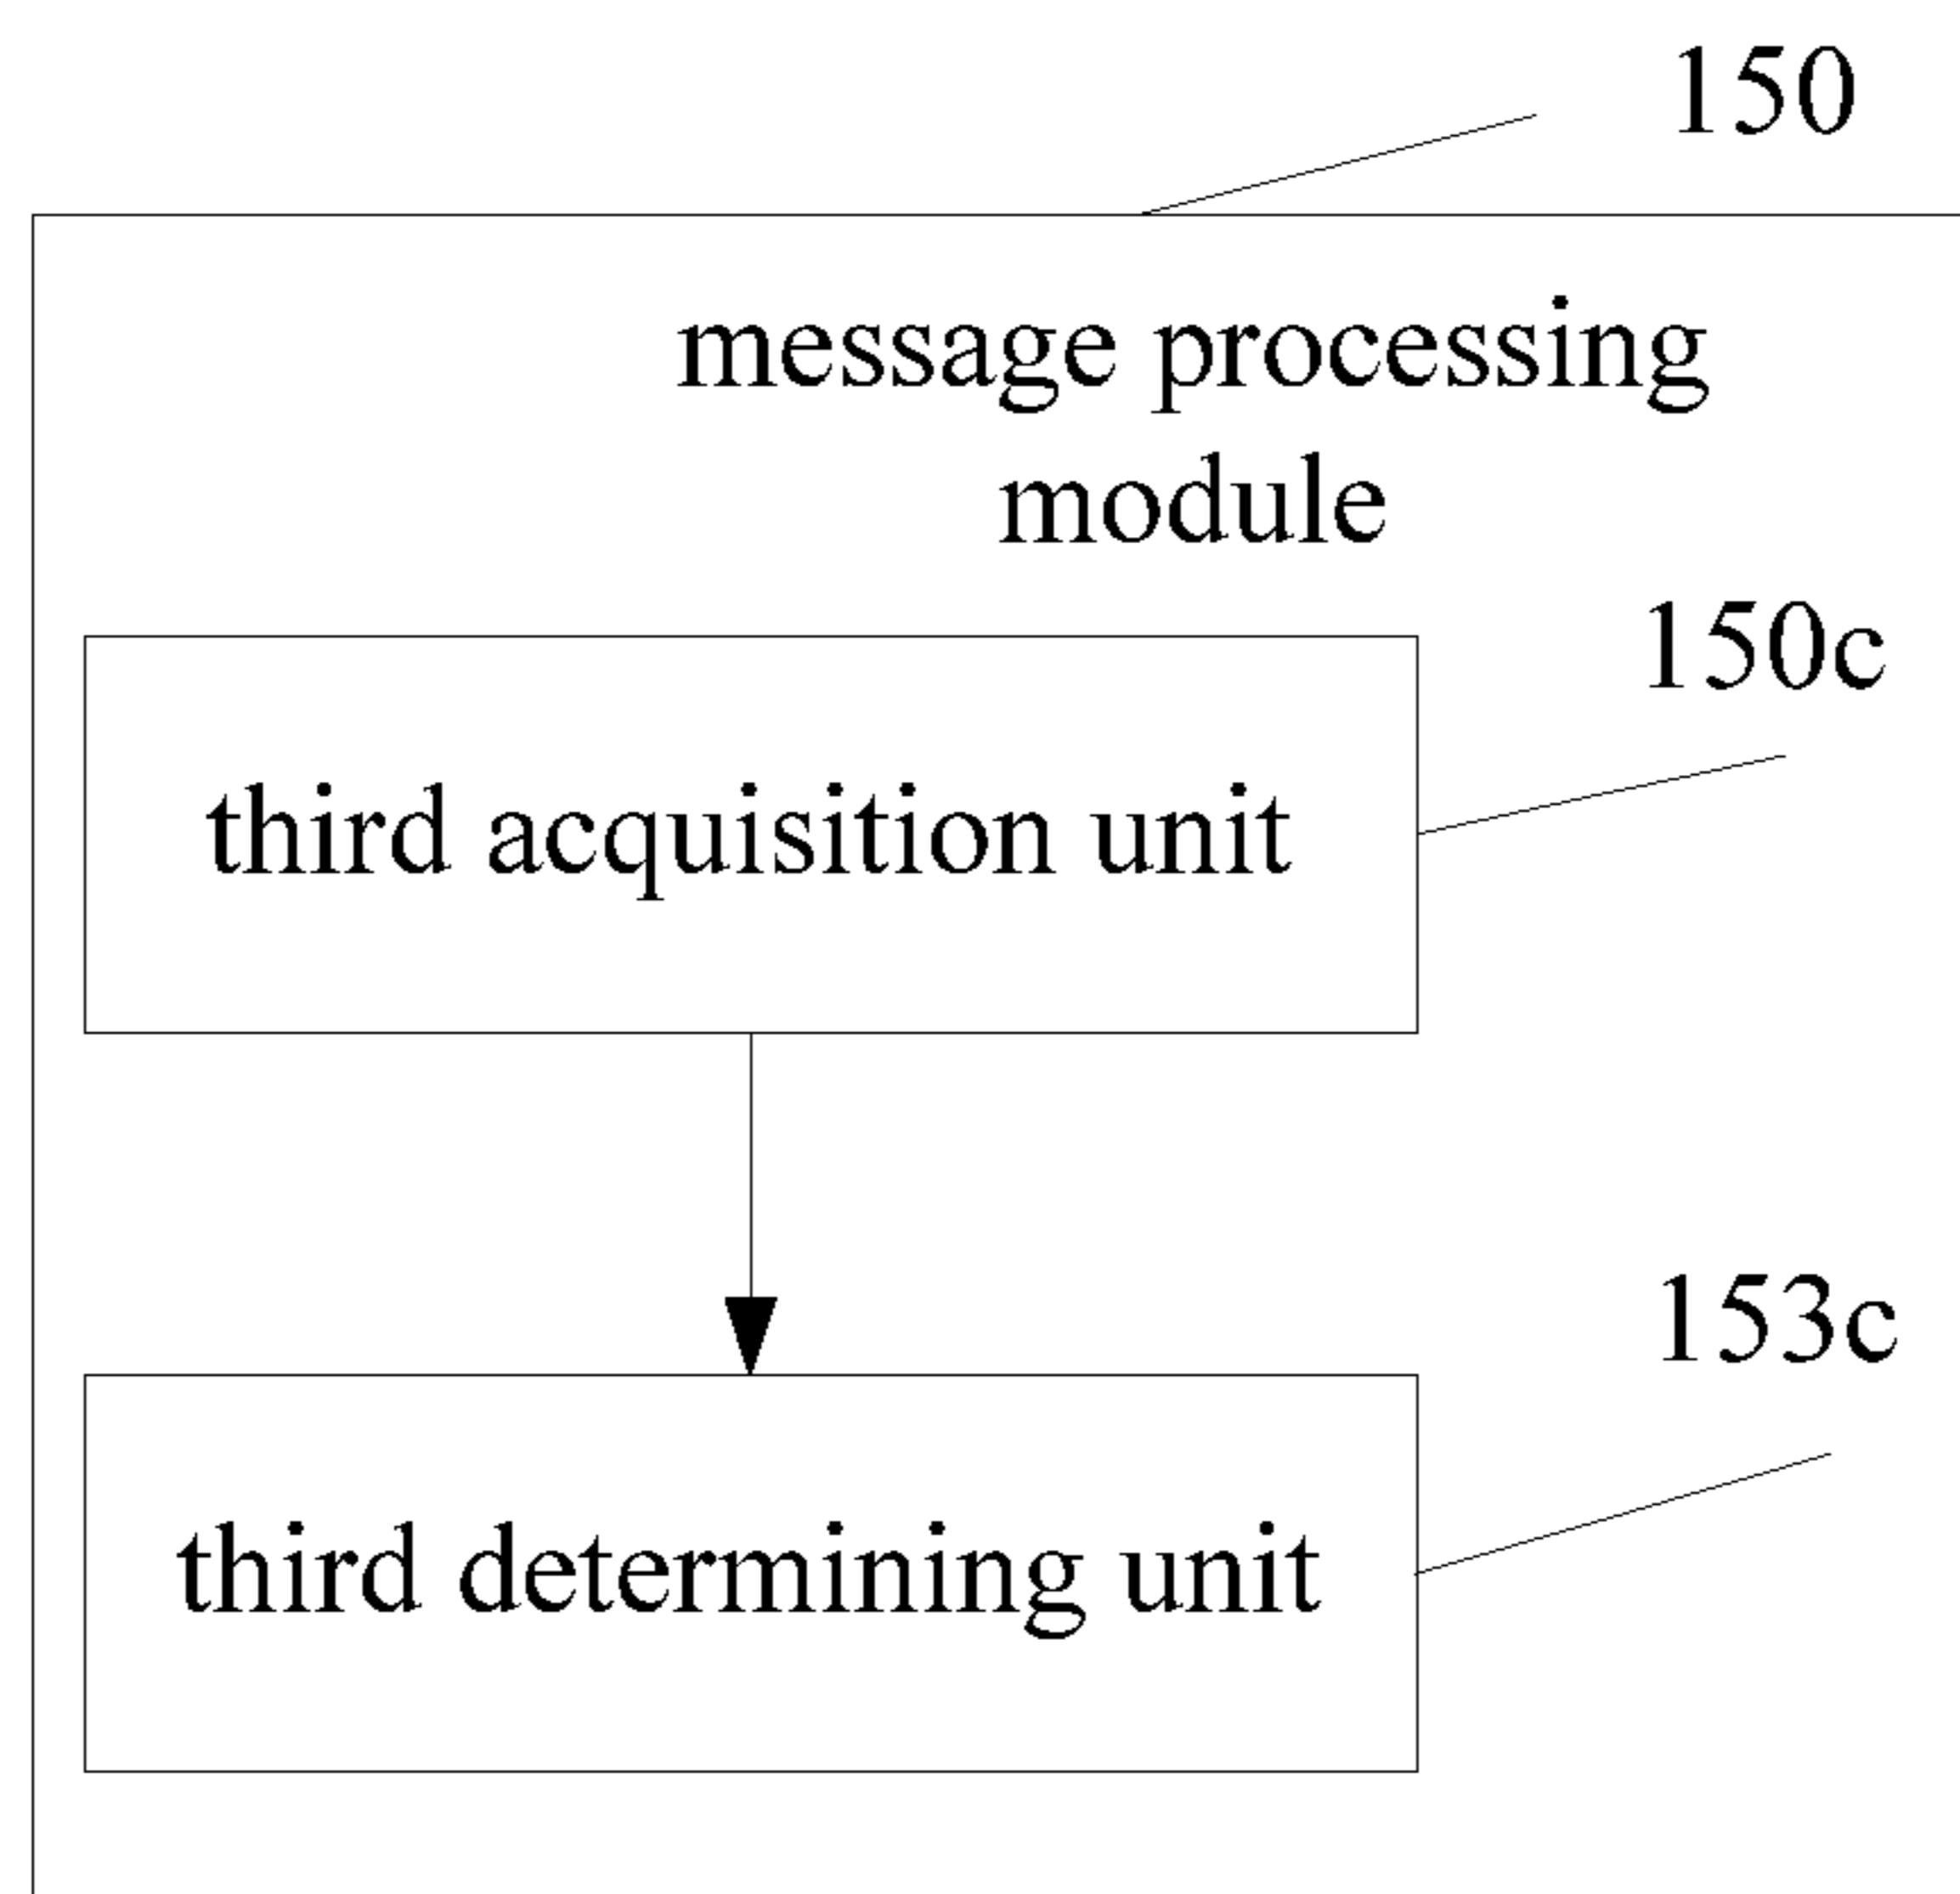 150
message processing
module
150c
third acquisition unit
153c
third determining unit